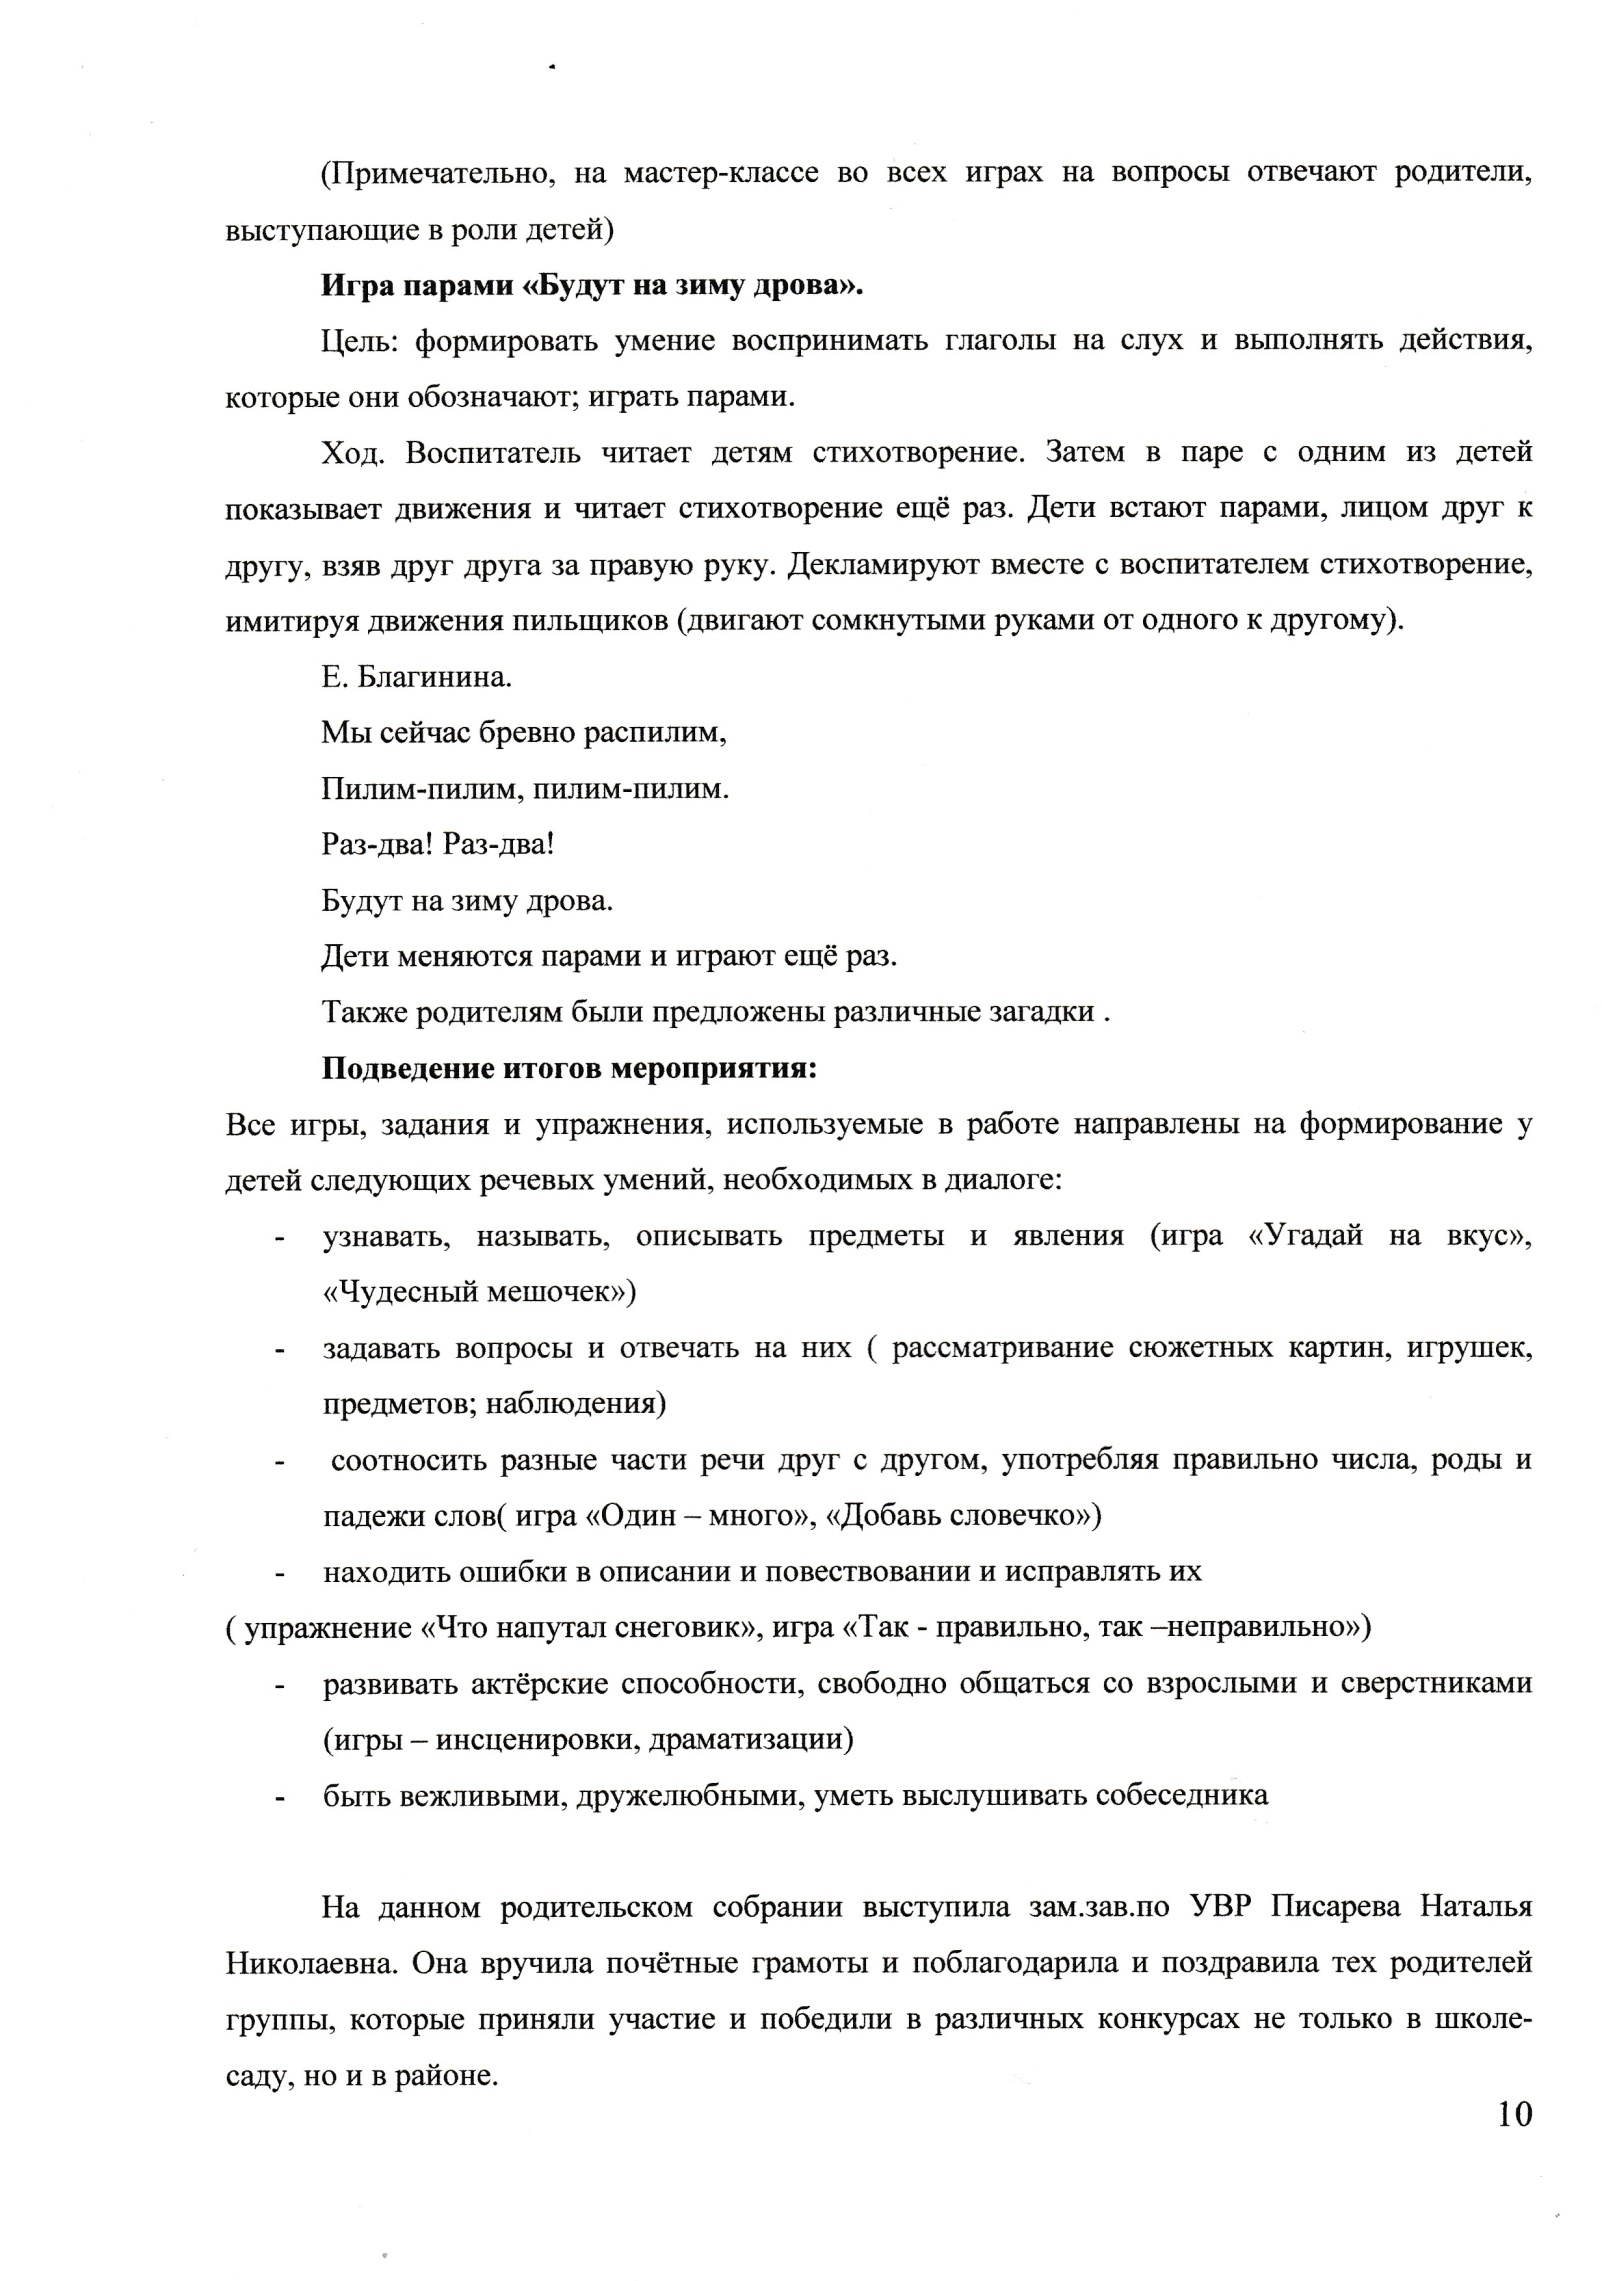 (Примечательно, на мастер-классе во всех играх на вопросы отвечают родители,
выступающие в роли детей)
Игра парами «Будут на зиму дрова».
Цель: формировать умение воспринимать глаголы на слух и выполнять действия,
которые они обозначают; играть парами.
Ход. Воспитатель читает детям стихотворение. Затем в паре с одним из детей
показывает движения и читает стихотворение ещё раз. Дети встают парами, лицом друг к
другу, взяв друг друга за правую руку. Декламируют вместе с воспитателем стихотворение,
имитируя движения пильщиков (двигают сомкнутыми руками от одного к другому).
Е. Благинина.
Мы сейчас бревно распилим,
Пилим-пилим, пилим-пилим.
Раз-два! Раз-два!
Будут на зиму дрова.
Дети меняются парами и играют ещё раз.
Также родителям были предложены различные загадки .
Подведение итогов мероприятия:
Все игры, задания и упражнения, используемые в работе направлены на формирование у
детей следующих речевых умений, необходимых в диалоге:
- узнавать, называть, описывать предметы и явления (игра «Угадай на вкус»,
«Чудесный мешочек»)
- задавать вопросы и отвечать на них ( рассматривание сюжетных картин, игрушек,
предметов; наблюдения)
- соотносить разные части речи друг с другом, употребляя правильно числа, роды и
падежи слов( игра «Один – много», «Добавь словечко»)
- находить ошибки в описании и повествовании и исправлять их
( упражнение «Что напутал снеговик», игра «Так - правильно, так –неправильно»)
- развивать актёрские способности, свободно общаться со взрослыми и сверстниками
(игры – инсценировки, драматизации)
- быть вежливыми, дружелюбными, уметь выслушивать собеседника
На данном родительском собрании выступила зам.зав.по УВР Писарева Наталья
Николаевна. Она вручила почётные грамоты и поблагодарила и поздравила тех родителей
группы, которые приняли участие и победили в различных конкурсах не только в школе-
саду, но и в районе.
10